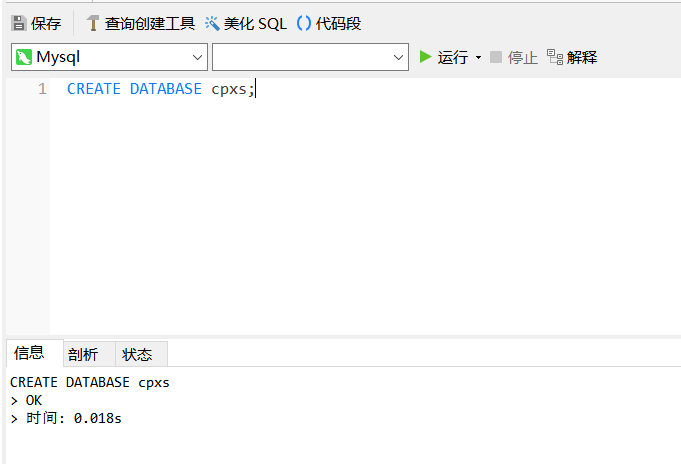 保存 查询创建工具 美化 SQL () 代码段
Mysql 运行 停止 解释
1 CREATE DATABASE cpxs;
信息 剖析 状态
CREATE DATABASE cpxs
> OK
> 时间: 0.018s